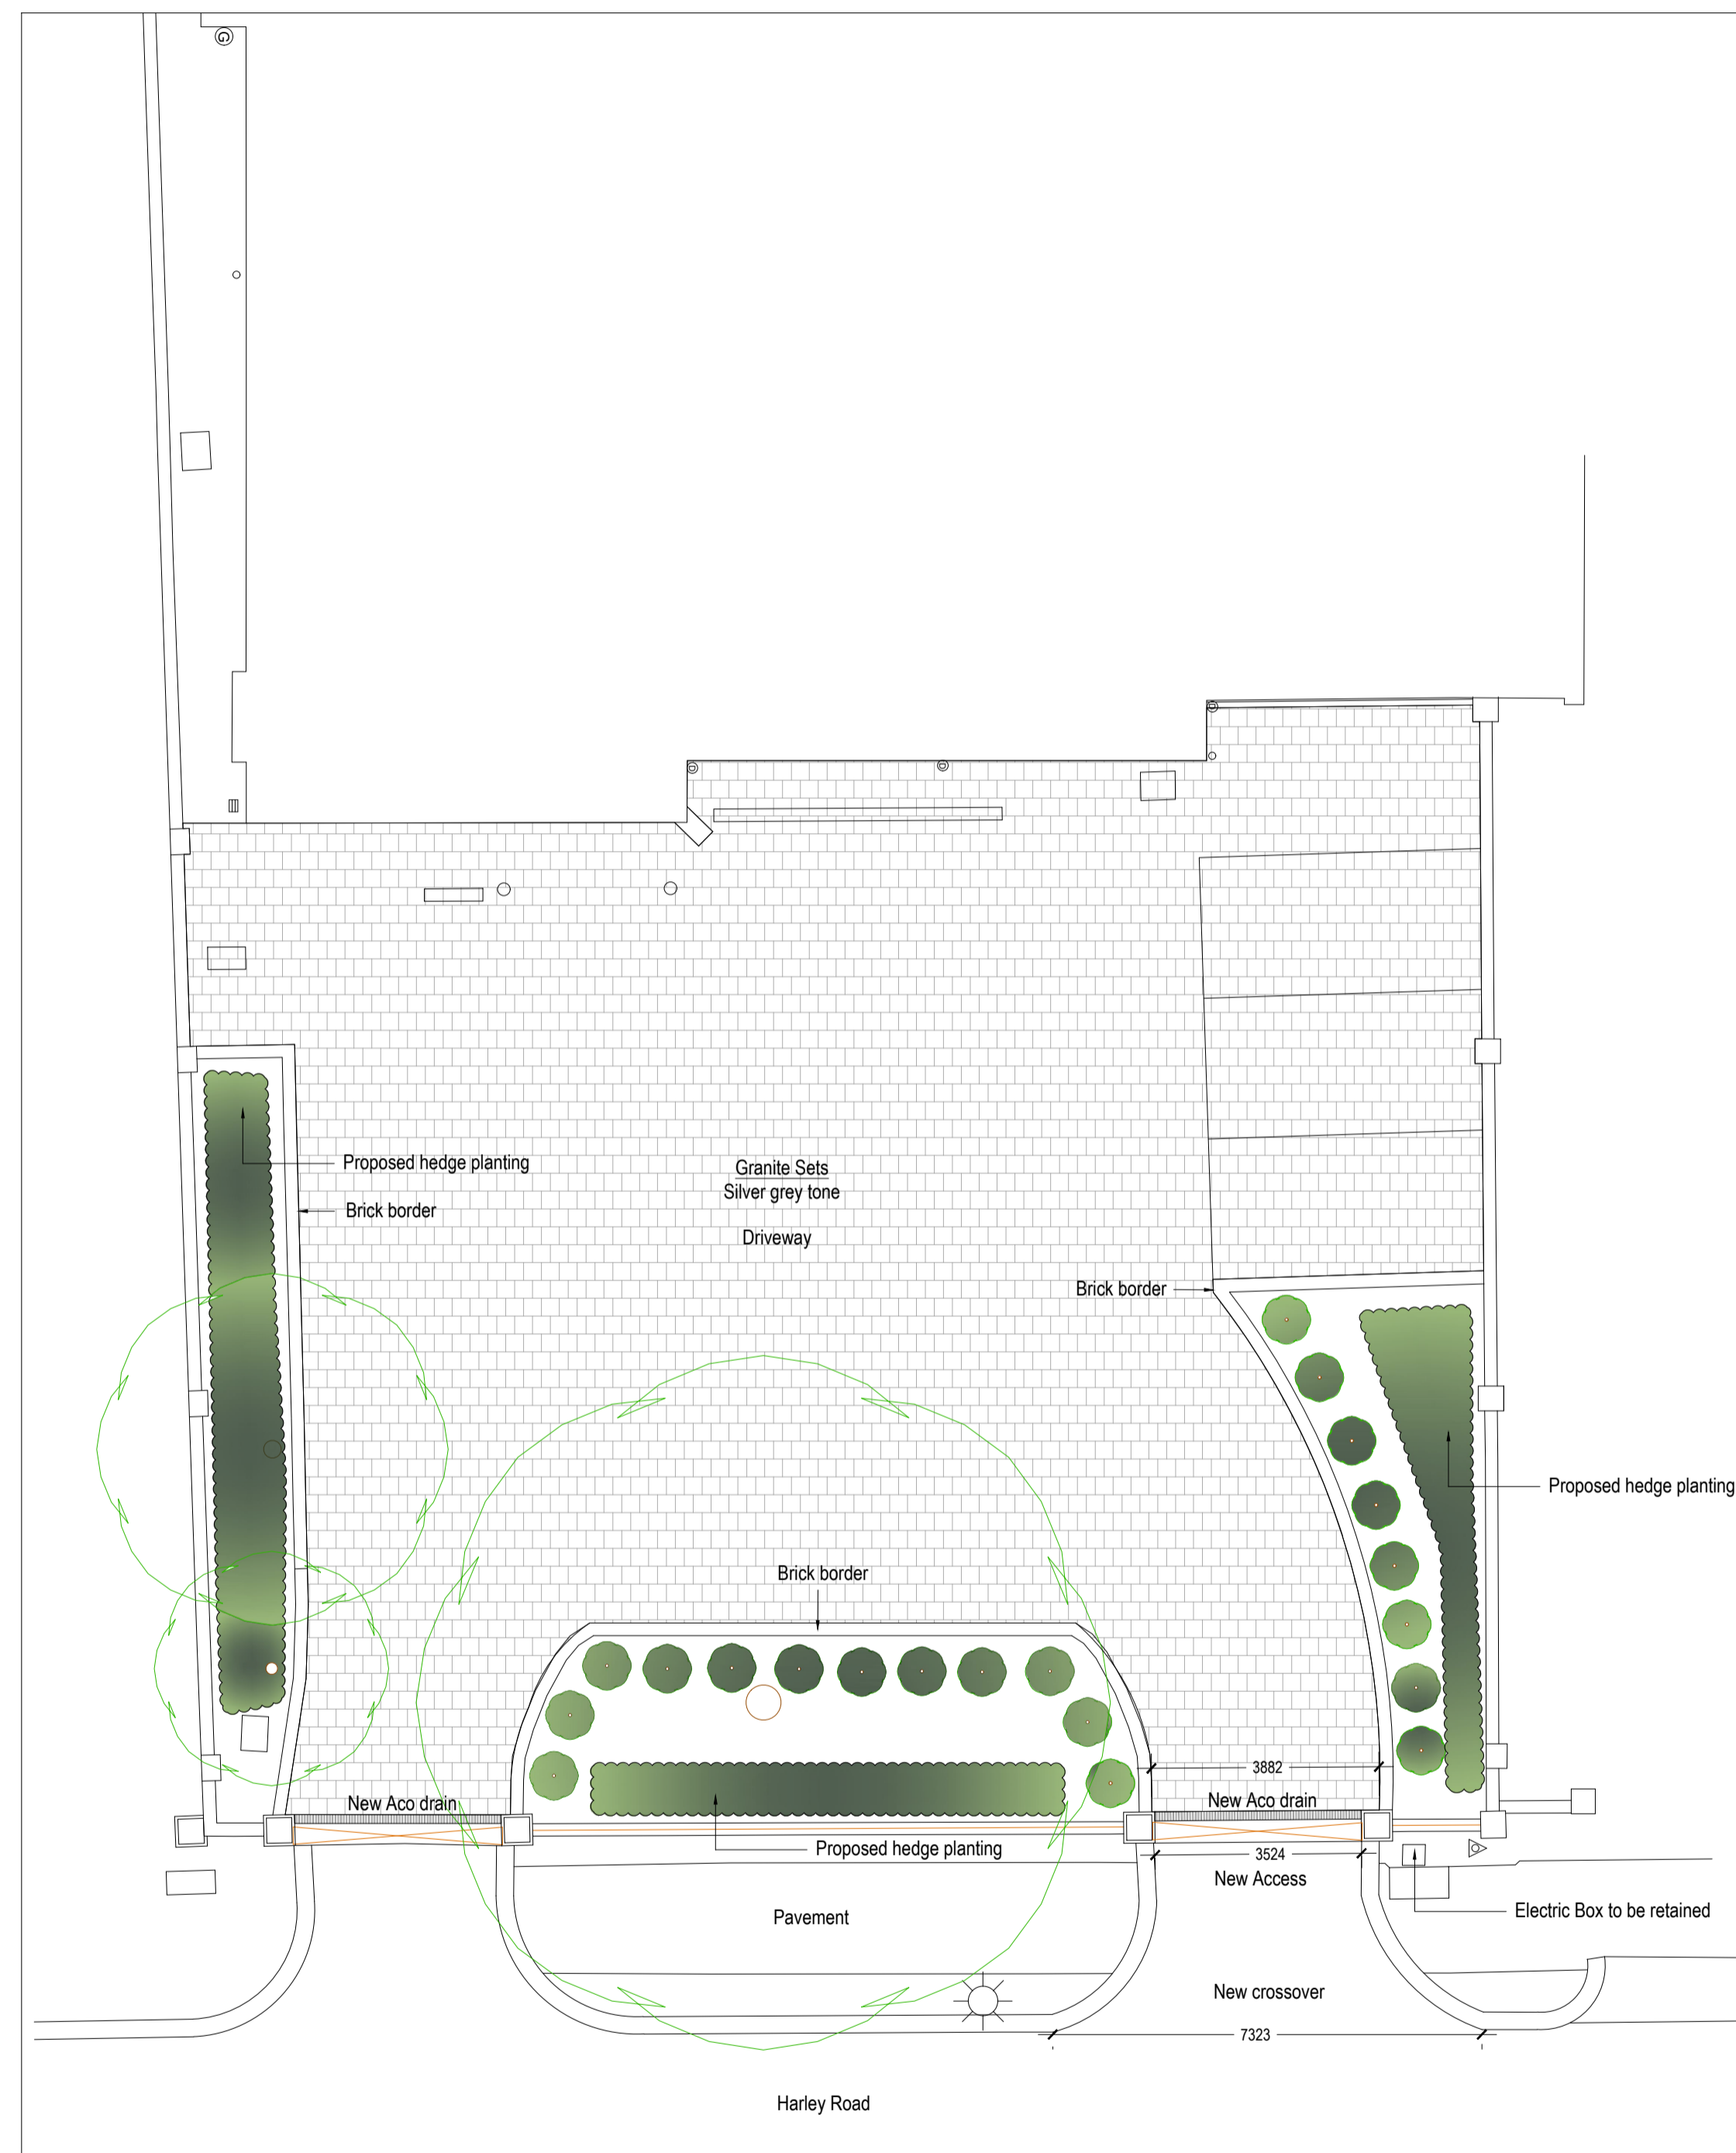 G
Proposed hedge planting
Brick border
Granite Sets
Silver grey tone
Driveway
Brick border
Proposed hedge planting
Brick border
3882
New Aco drain
New Aco drain
Proposed hedge planting
3524
New Access
Pavement
Electric Box to be retained
New crossover
7323
Harley Road